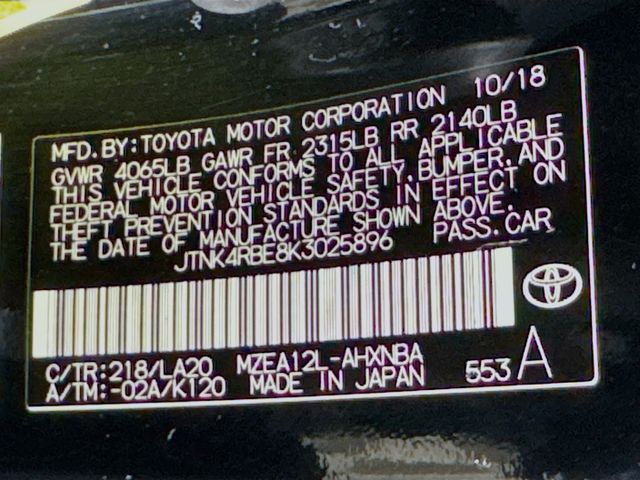 MFD.BY:TOYOTA MOTOR CORPORATION 10/18
GVWR 4065LB GAWR FR 2315LB RR 2140LB
THIS VEHICLE CONFORMS TO ALL APPLICABLE
FEDERAL MOTOR VEHICLE SAFETY,BUMPER,AND
THEFT PREVENTION STANDARDS IN EFFECT ON
THE DATE OF MANUFACTURE SHOWN ABOVE.
JTNK4RBE8K3025896 PASS.CAR
C/TR:218/LA20 MZEA12L-AHXNBA
A/TM:-02A/K120 MADE IN JAPAN 553 A